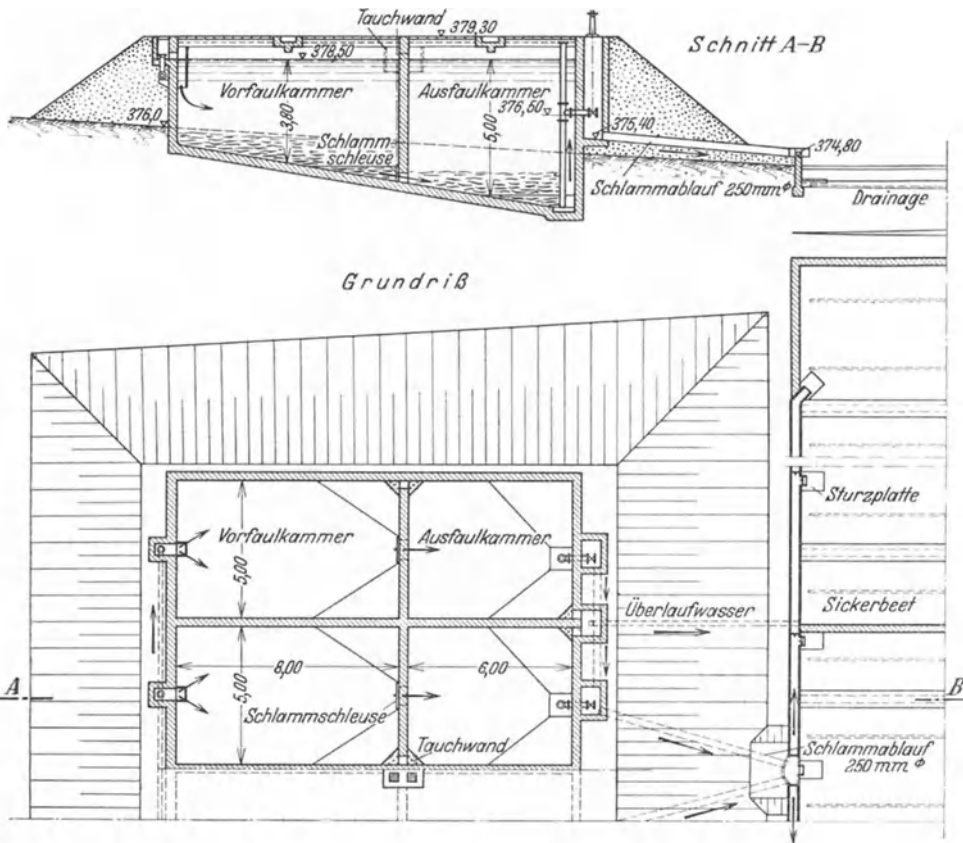 Tauchwand
379,30
Schnitt A-B
378,50
Vorfaulkammer
Ausfaulkammer
376,50
376,0
3,80
5,00
375,40
Schlamm-
schleuse
374,80
Schlammablauf 250mm ϕ
Drainage
Grundriß
Vorfaulkammer
Ausfaulkammer
Sturzplatte
5,00
Überlaufwasser
Sickerbeet
8,00
6,00
5,00
A
B
Schlammschleuse
Tauchwand
Schlammablauf
250mm ϕ